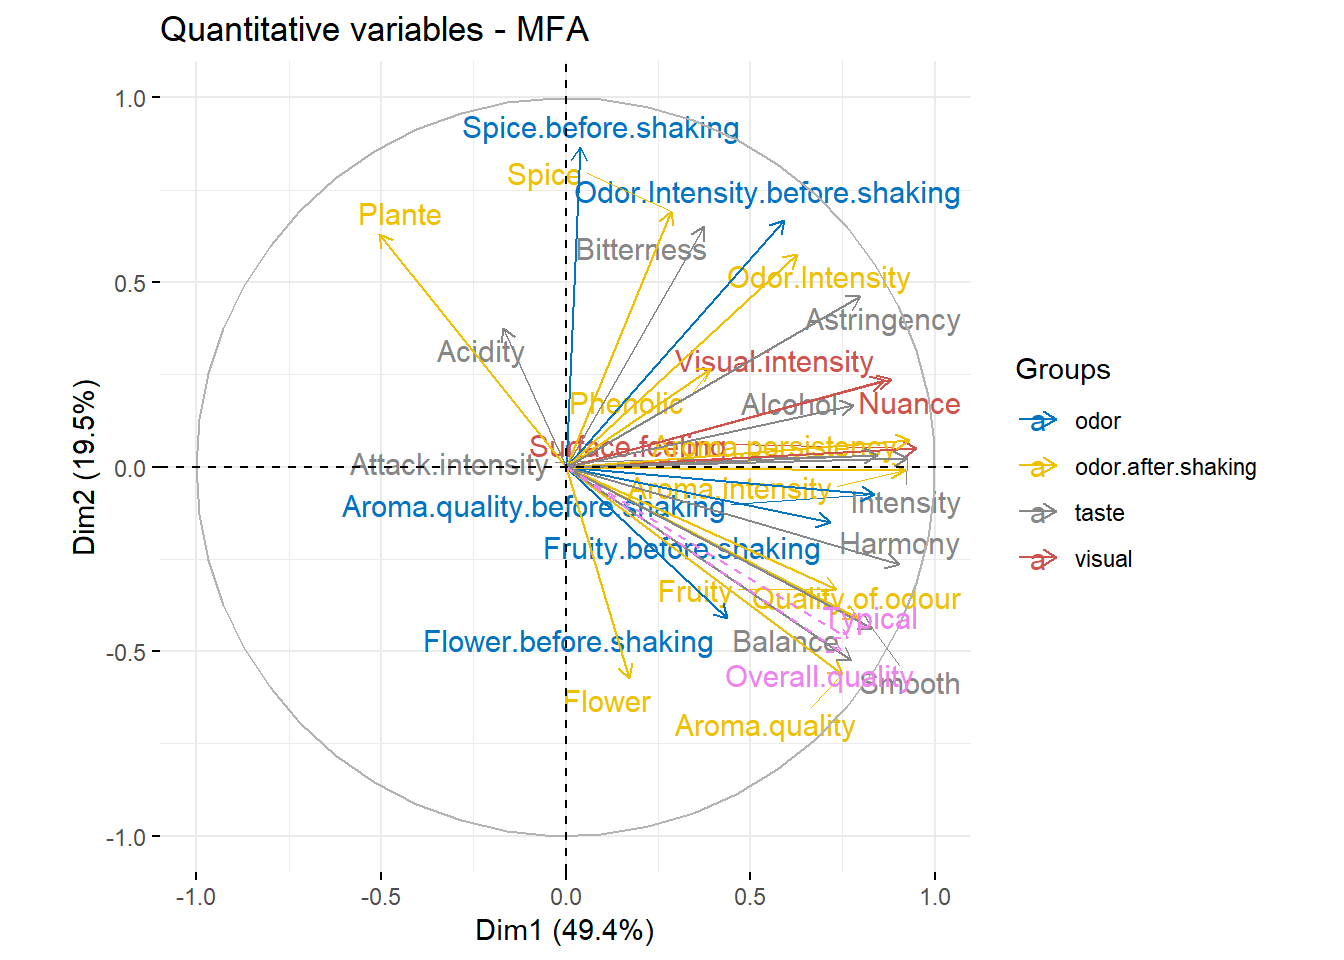 Quantitative variables - MFA
Spice.before.shaking
Spice
Odor.Intensity.before.shaking
Plante
Bitterness
Odor.Intensity
Astringency
Acidity
Visual.intensity
Phenolic
Alcohol
Nuance
Surface.feeling
Aroma.persistency
Attack.intensity
Aroma.intensity
Intensity
Aroma.quality.before.shaking
Harmony
Fruity.before.shaking
Fruity
Quality.of.odour
Typical
Flower.before.shaking
Balance
Overall.quality
Smooth
Flower
Aroma.quality
1.0
0.5
0.0
-0.5
-1.0
Dim2 (19.5%)
-1.0
-0.5
0.0
0.5
1.0
Dim1 (49.4%)
Groups
a odor
a odor.after.shaking
a taste
a visual